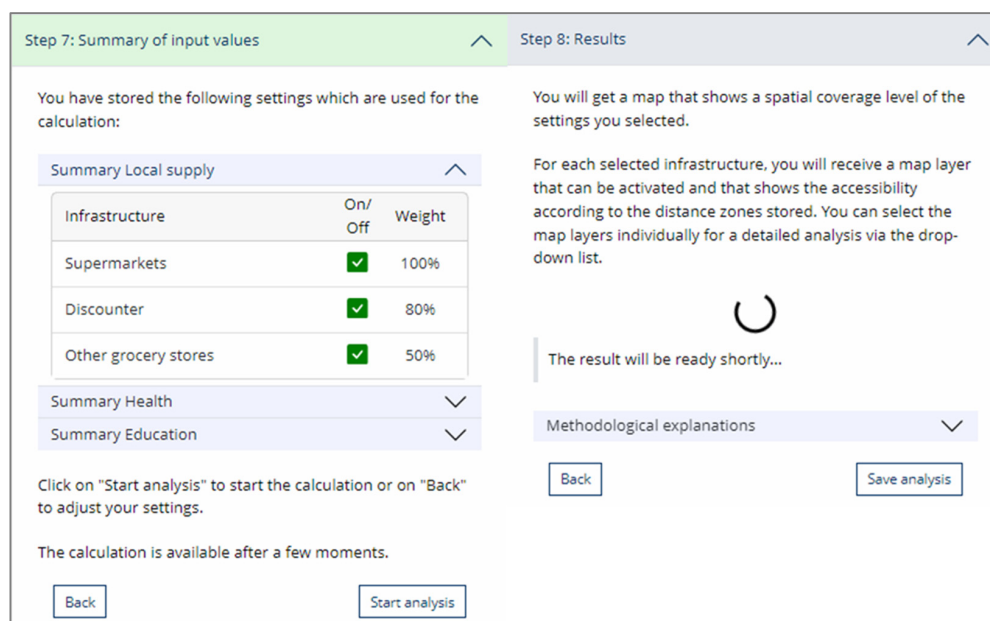 Step 7: Summary of input values
You have stored the following settings which are used for the
calculation:
Summary Local supply
Infrastructure On/ Off Weight
Supermarkets 100%
Discounter 80%
Other grocery stores 50%
Summary Health
Summary Education
Click on "Start analysis" to start the calculation or on "Back"
to adjust your settings.
The calculation is available after a few moments.
Back Start analysis
Step 8: Results
You will get a map that shows a spatial coverage level of the
settings you selected.
For each selected infrastructure, you will receive a map layer
that can be activated and that shows the accessibility
according to the distance zones stored. You can select the
map layers individually for a detailed analysis via the drop-
down list.
The result will be ready shortly...
Methodological explanations
Back Save analysis